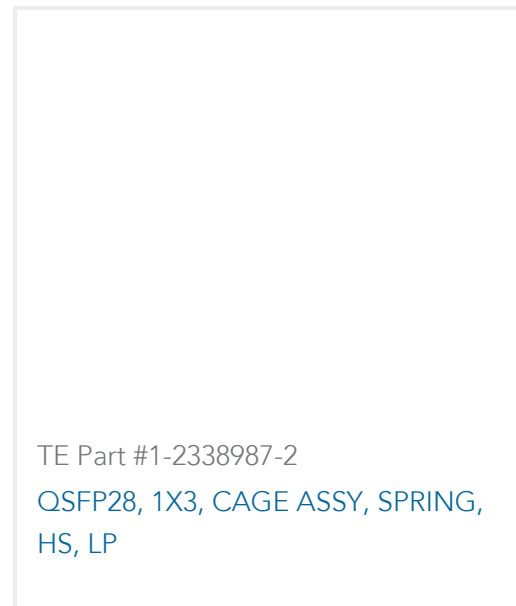 TE Part #1-2338987-2
QSFP28, 1X3, CAGE ASSY, SPRING,
HS, LP